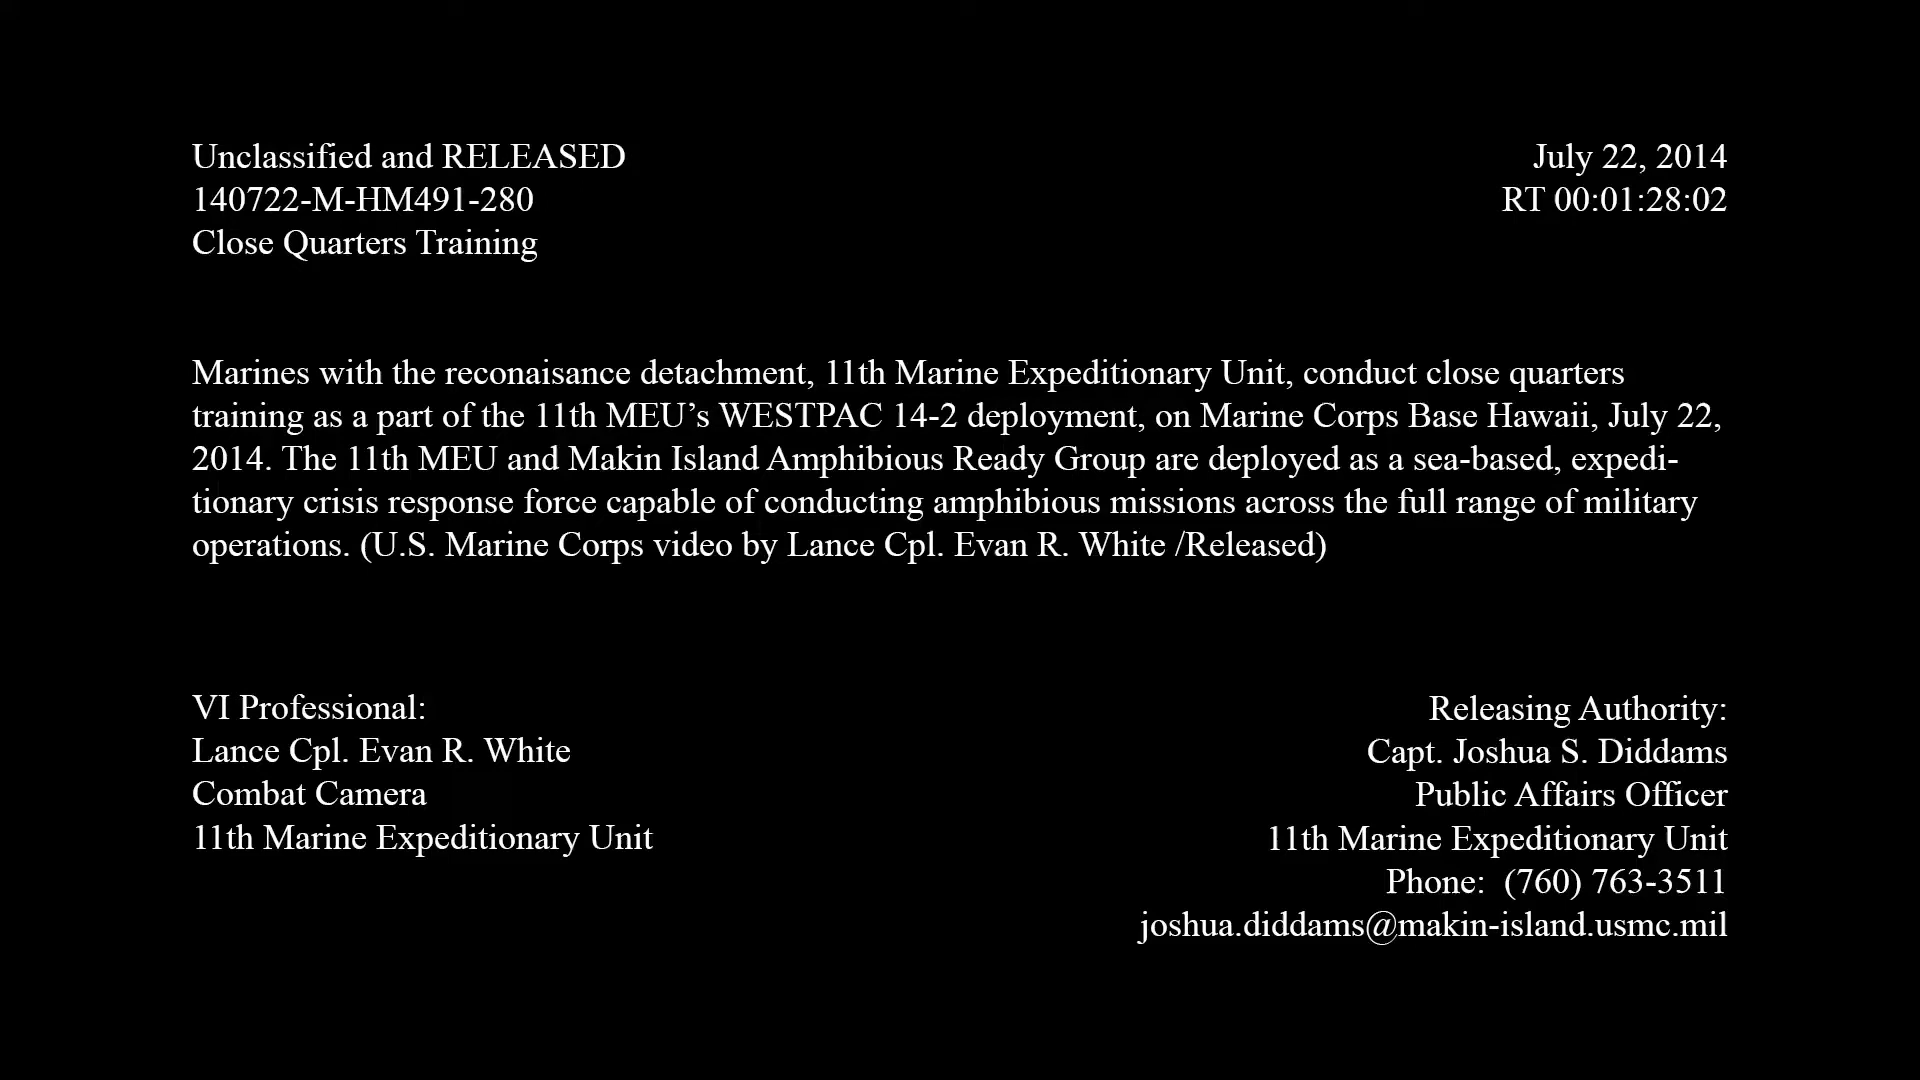 Unclassified and RELEASED
140722-M-HM491-280
Close Quarters Training
July 22, 2014
RT 00:01:28:02
Marines with the reconaisance detachment, 11th Marine Expeditionary Unit, conduct close quarters
training as a part of the 11th MEU’s WESTPAC 14-2 deployment, on Marine Corps Base Hawaii, July 22,
2014. The 11th MEU and Makin Island Amphibious Ready Group are deployed as a sea-based, expedi-
tionary crisis response force capable of conducting amphibious missions across the full range of military
operations. (U.S. Marine Corps video by Lance Cpl. Evan R. White /Released)
VI Professional:
Lance Cpl. Evan R. White
Combat Camera
11th Marine Expeditionary Unit
Releasing Authority:
Capt. Joshua S. Diddams
Public Affairs Officer
11th Marine Expeditionary Unit
Phone:  (760) 763-3511
joshua.diddams@makin-island.usmc.mil